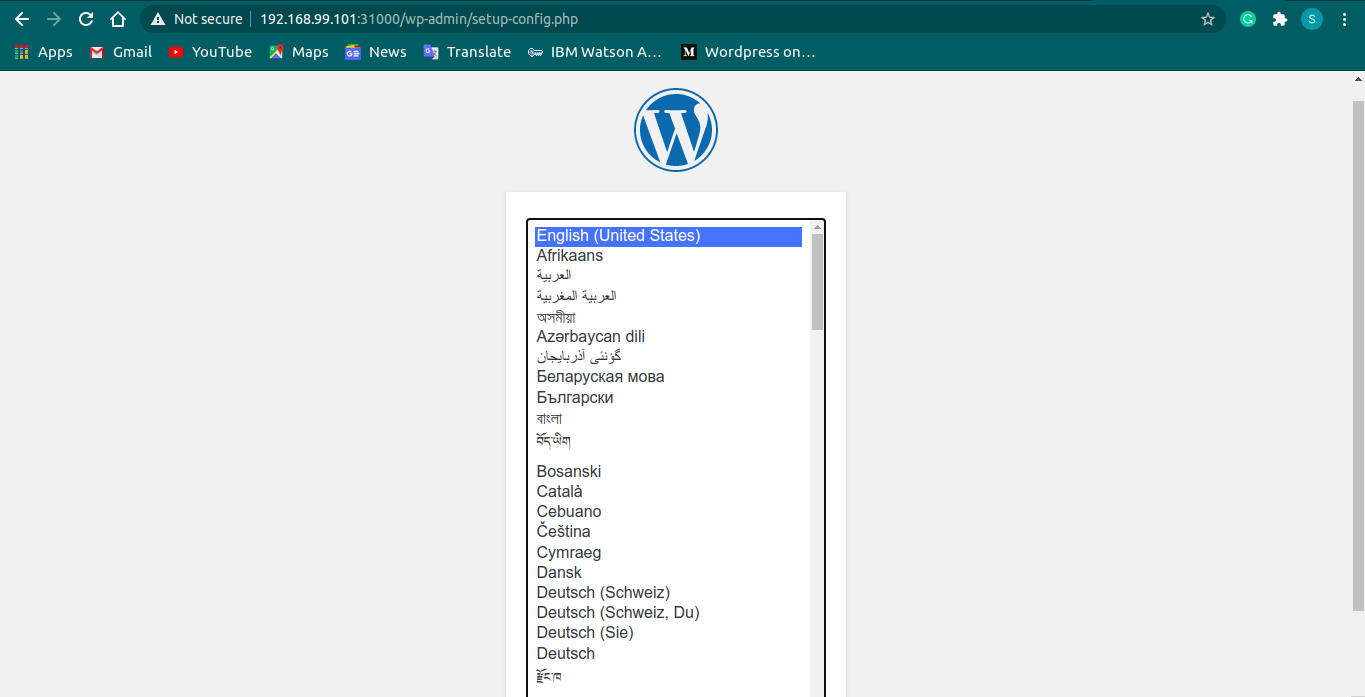 Not secure 192.168.99.101:31000/wp-admin/setup-config.php
S
Apps Gmail YouTube Maps News Translate IBM Watson A... Wordpress on...
English (United States)
Afrikaans
العربية
العربية المغربية
অসমীয়া
Azərbaycan dili
گؤنئی آذربایجان
Беларуская мова
Български
বাংলা
བོད་ཡིག
Bosanski
Català
Cebuano
Čeština
Cymraeg
Dansk
Deutsch (Schweiz)
Deutsch (Schweiz, Du)
Deutsch (Sie)
Deutsch
རྫོང་ཁ